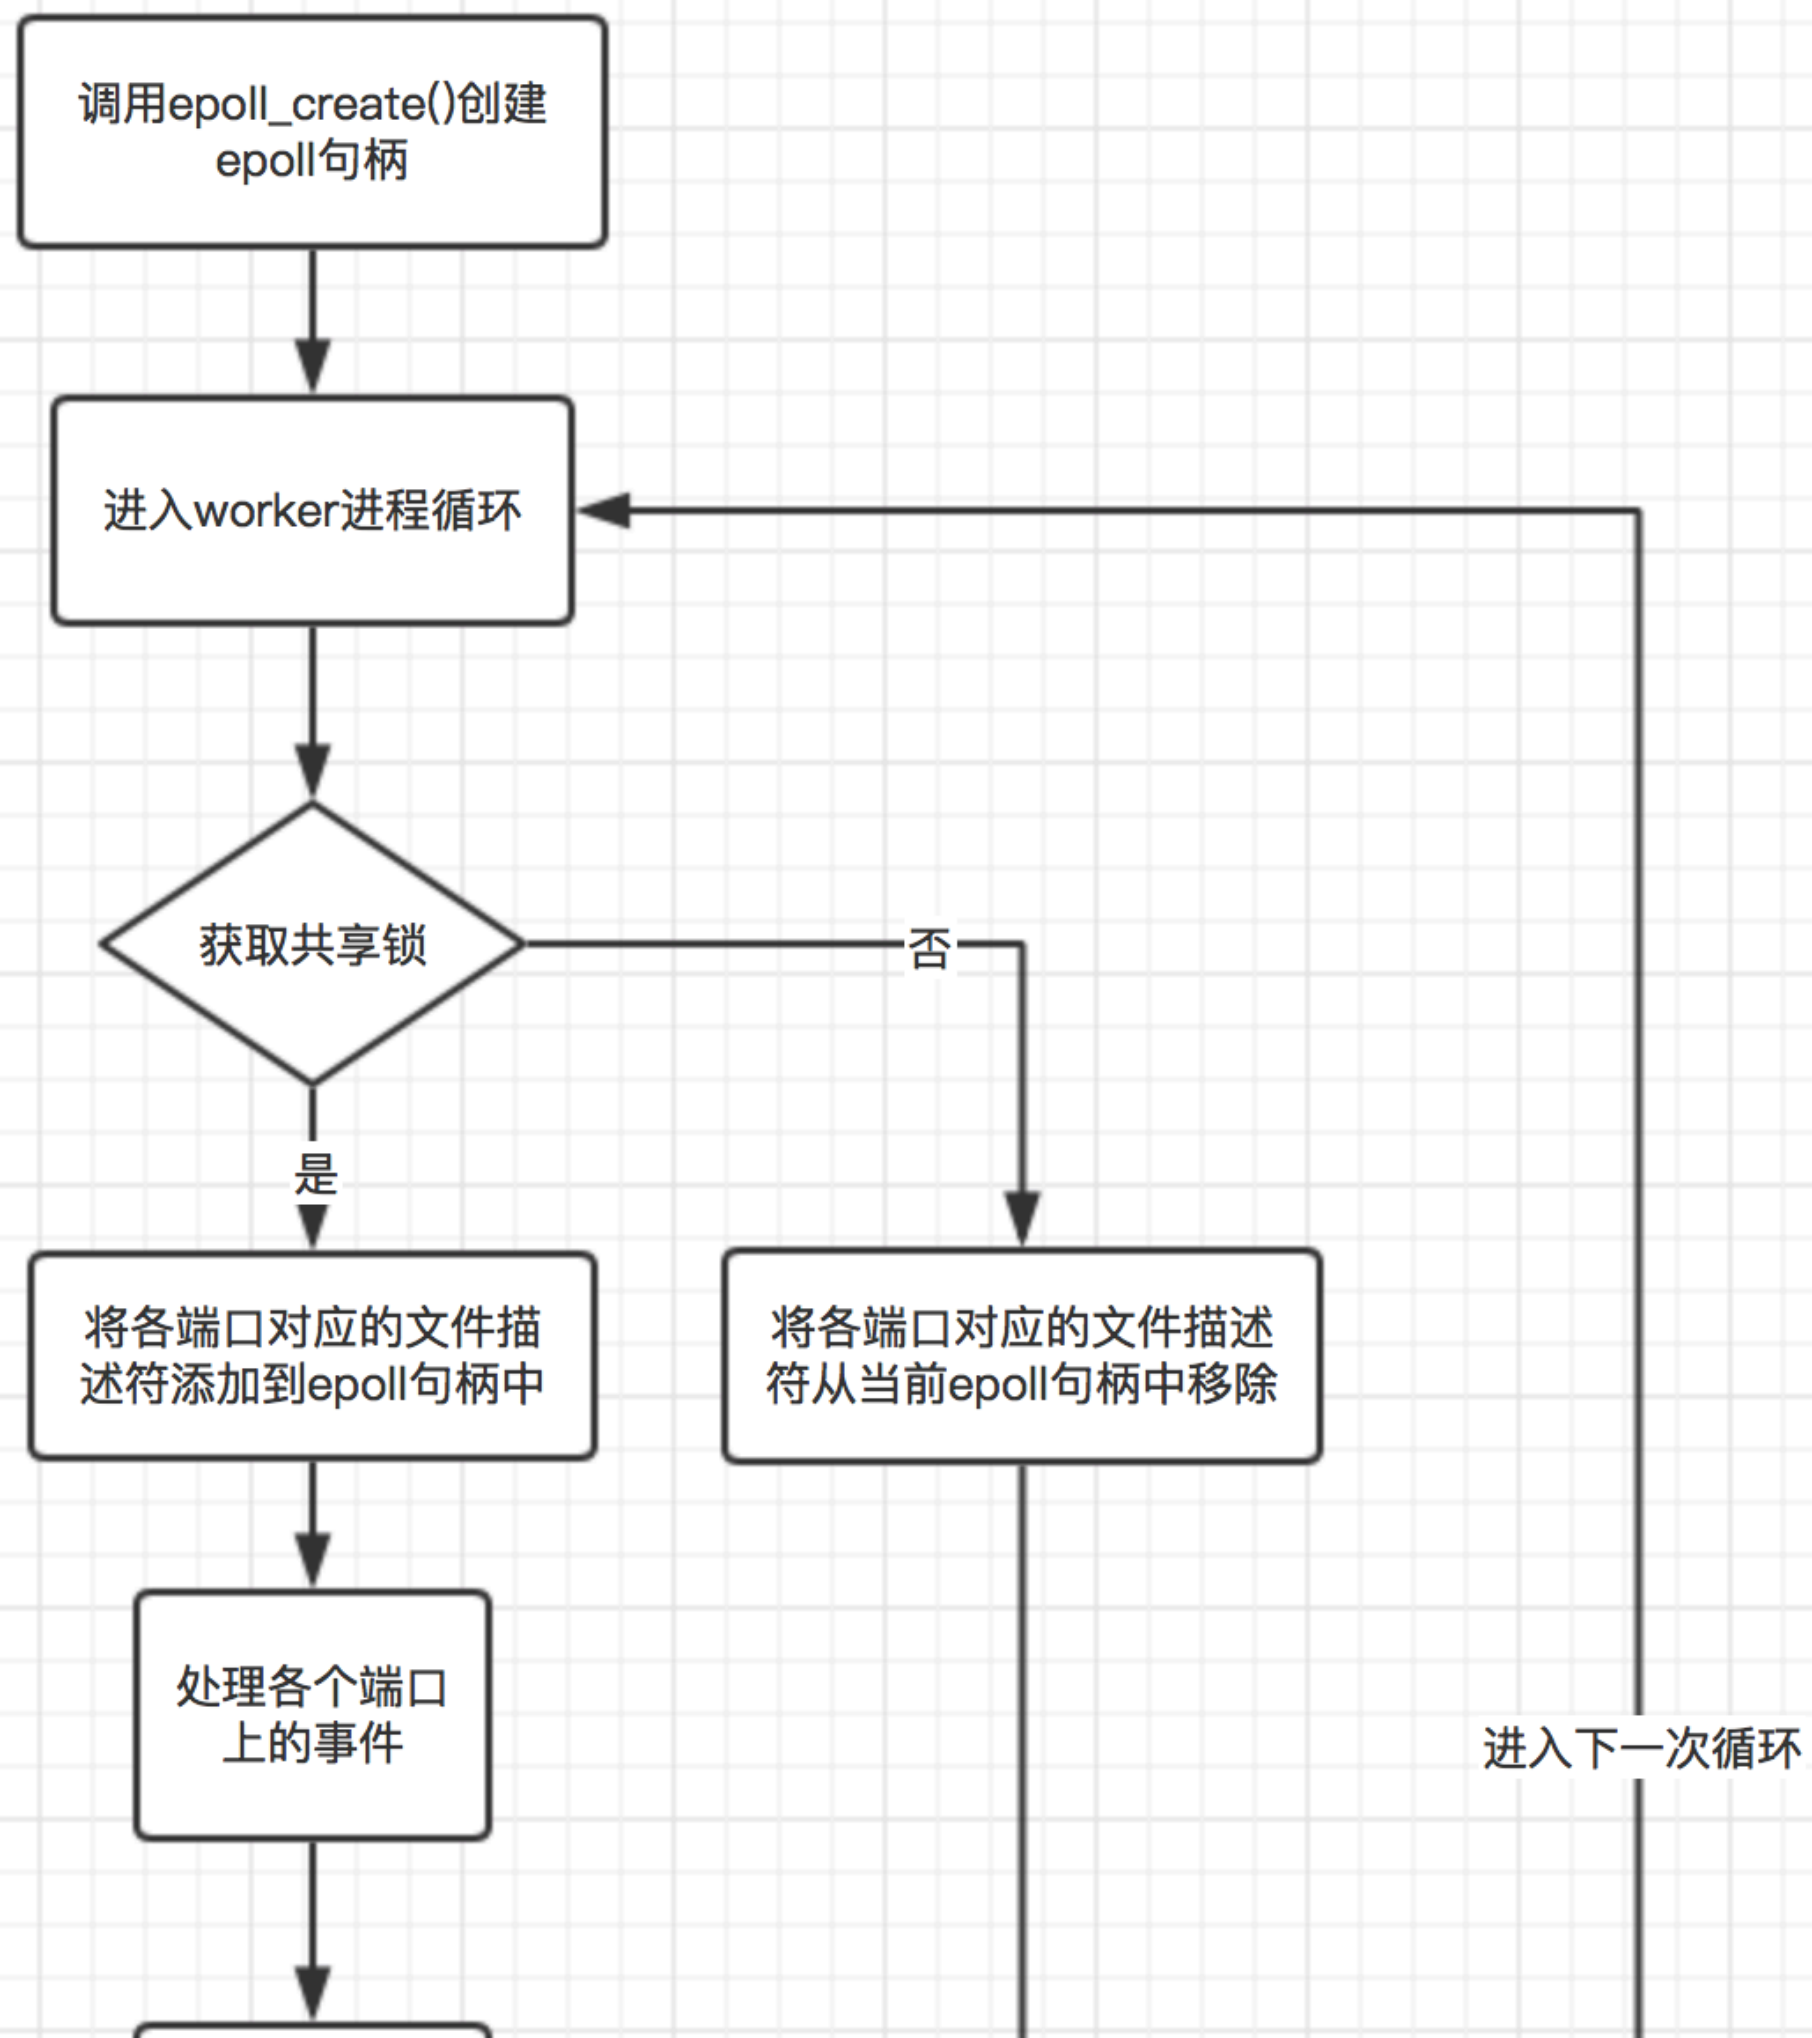 调用epoll_create()创建
epoll句柄
进入worker进程循环
获取共享锁
否
是
将各端口对应的文件描
述符添加到epoll句柄中
将各端口对应的文件描述
符从当前epoll句柄中移除
处理各个端口
上的事件
进入下一次循环